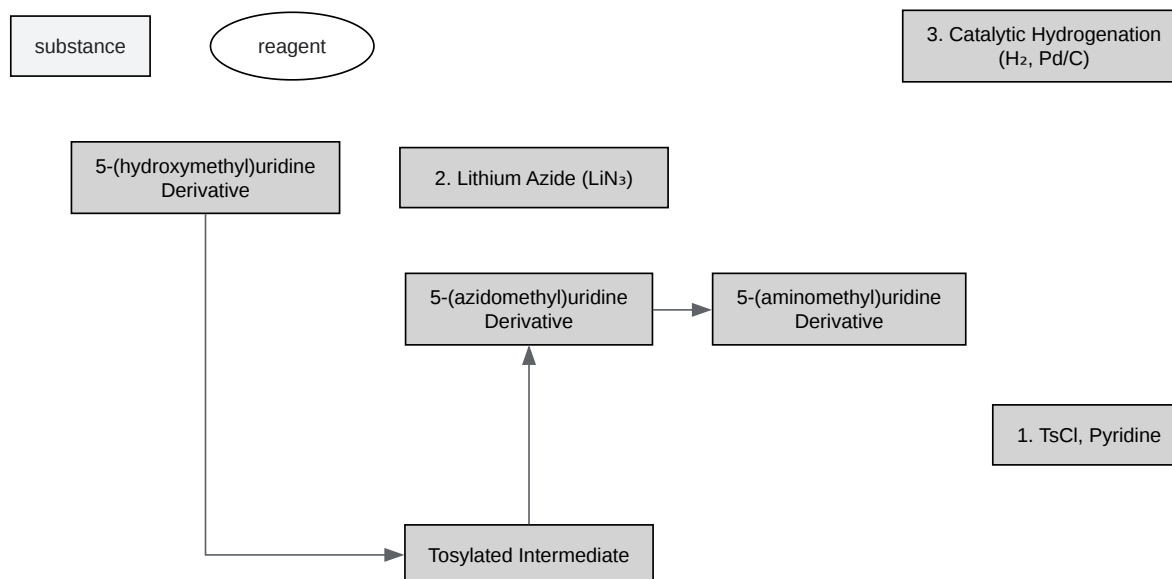 substance
reagent
3. Catalytic Hydrogenation
(H₂, Pd/C)
5-(hydroxymethyl)uridine
Derivative
2. Lithium Azide (LiN₃)
5-(azidomethyl)uridine
Derivative
5-(aminomethyl)uridine
Derivative
1. TsCl, Pyridine
Tosylated Intermediate